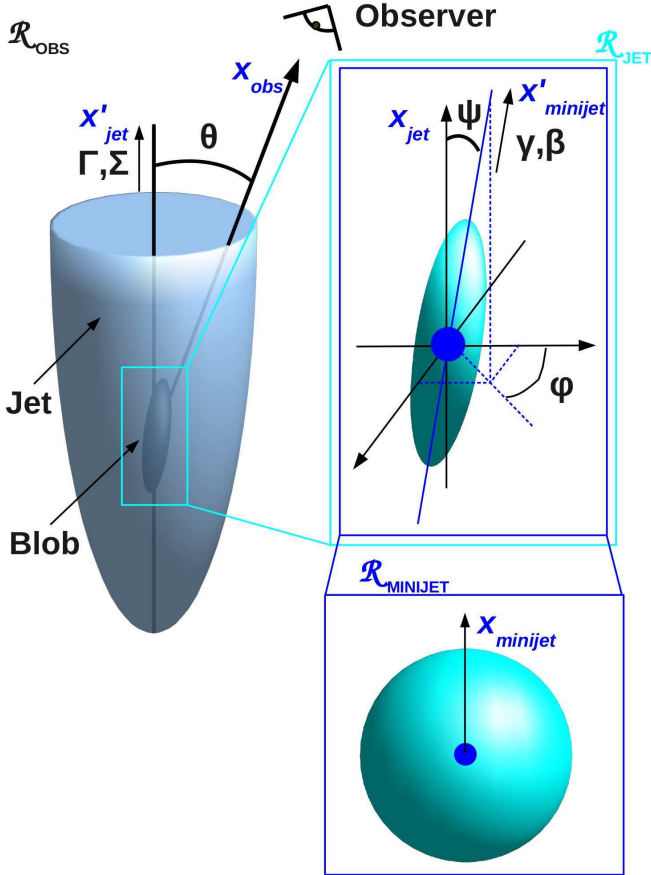 Observer
ℛOBS
ℛJET
xobs
x'jet
θ
Γ,Σ
xjet
ψ
x'minijet
γ,β
Jet
φ
Blob
ℛMINIJET
xminijet